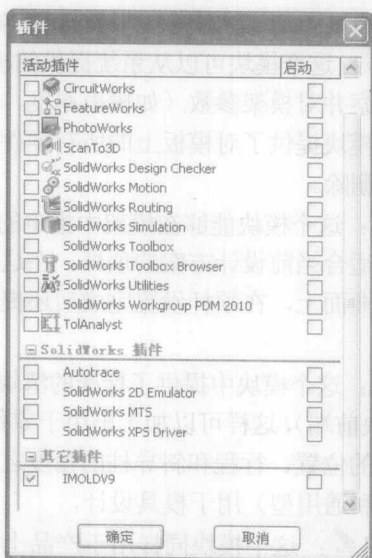 插件
活动插件 启动
CircuitWorks
FeatureWorks
PhotoWorks
ScanTo3D
SolidWorks Design Checker
SolidWorks Motion
SolidWorks Routing
SolidWorks Simulation
SolidWorks Toolbox
SolidWorks Toolbox Browser
SolidWorks Utilities
SolidWorks Workgroup PDM 2010
TolAnalyst
SolidWorks 插件
Autotrace
SolidWorks 2D Emulator
SolidWorks MTS
SolidWorks XPS Driver
其它插件
IMOLDV9
确定 取消